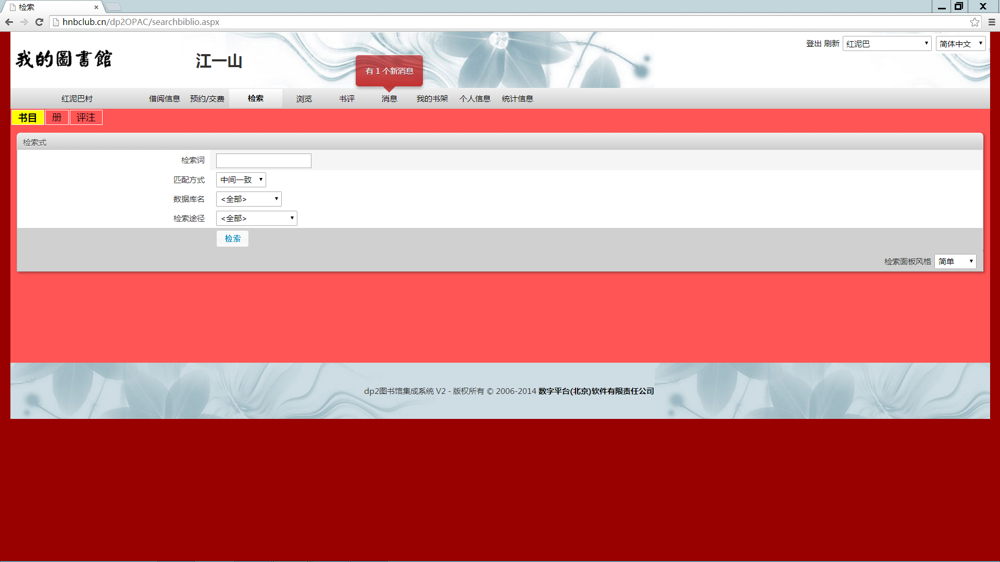 检索
hnbclub.cn/dp2OPAC/searchbiblio.aspx
登出 刷新 红泥巴 简体中文
我的圖書館 江一山
有 1 个新消息
红泥巴村 借阅信息 预约/交费 检索 浏览 书评 消息 我的书架 个人信息 统计信息
书目 册 评注
检索式
检索词
匹配方式 中间一致
数据库名 <全部>
检索途径 <全部>
检索
检索面板风格 简单
dp2图书馆集成系统 V2 - 版权所有 © 2006-2014 数字平台(北京)软件有限责任公司